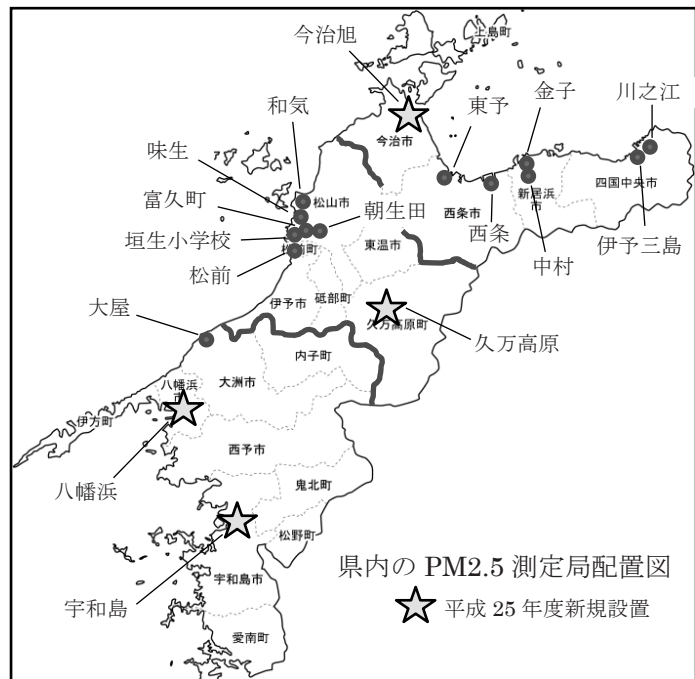 今治旭
上島町
川之江
金子
東予
和気
今治市
味生
松山市
四国中央市
新居浜市
富久町
朝生田
西条市
西条
伊予三島
垣生小学校
松前町
東温市
中村
松前
砥部町
伊予市
大屋
久万高原町
久万高原
内子町
八幡浜市
大洲市
伊方町
西予市
八幡浜
鬼北町
松野町
県内の PM2.5 測定局配置図
宇和島市
宇和島
平成 25 年度新規設置
愛南町